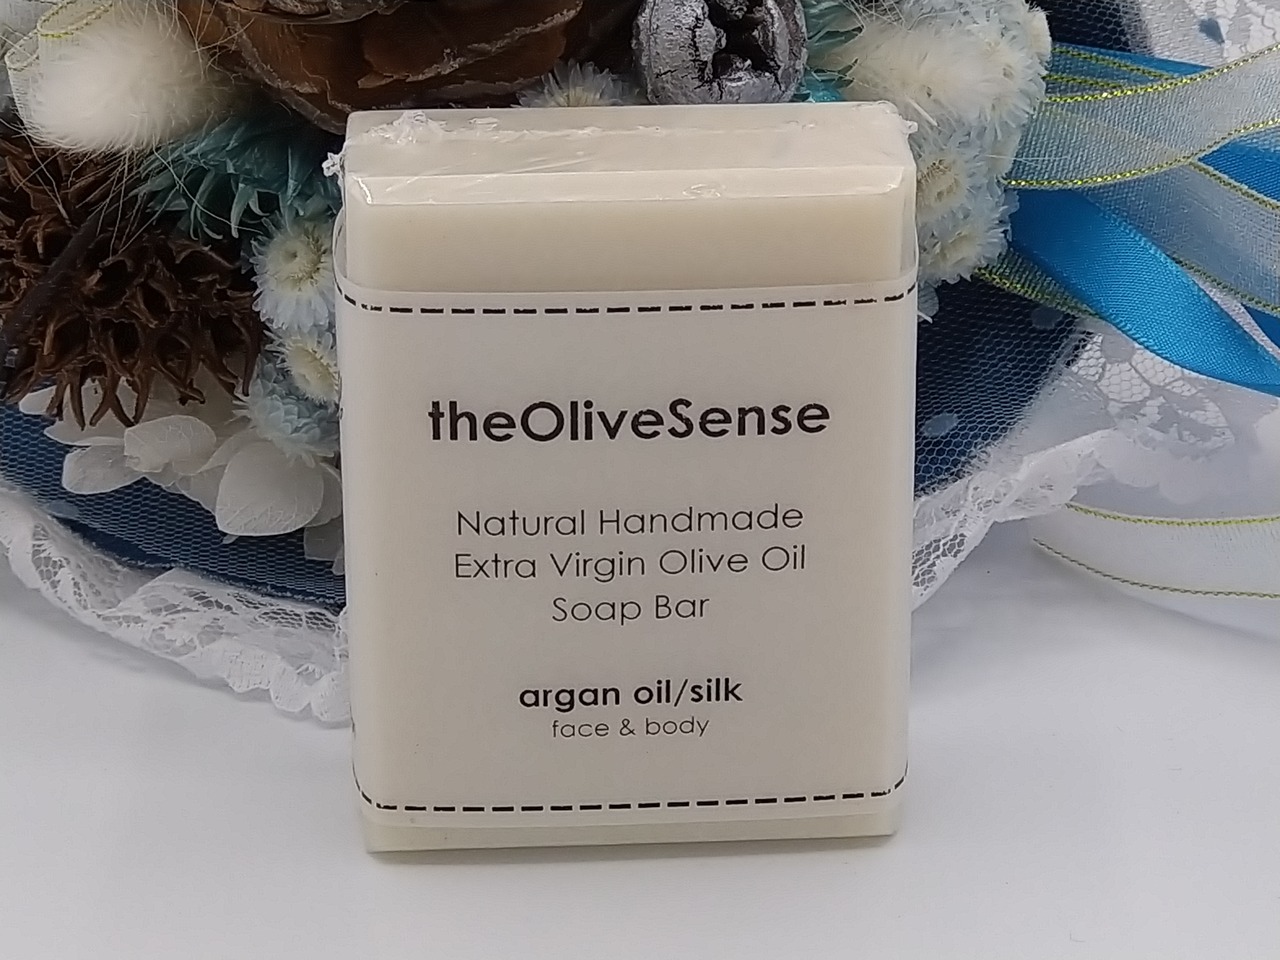 theOliveSense
Natural Handmade
Extra Virgin Olive Oil
Soap Bar
argan oil/silk
face & body